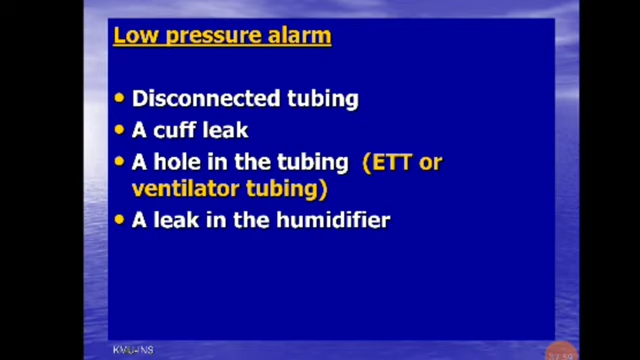 Low pressure alarm
• Disconnected tubing
• A cuff leak
• A hole in the tubing (ETT or
ventilator tubing)
• A leak in the humidifier
KMU-INS